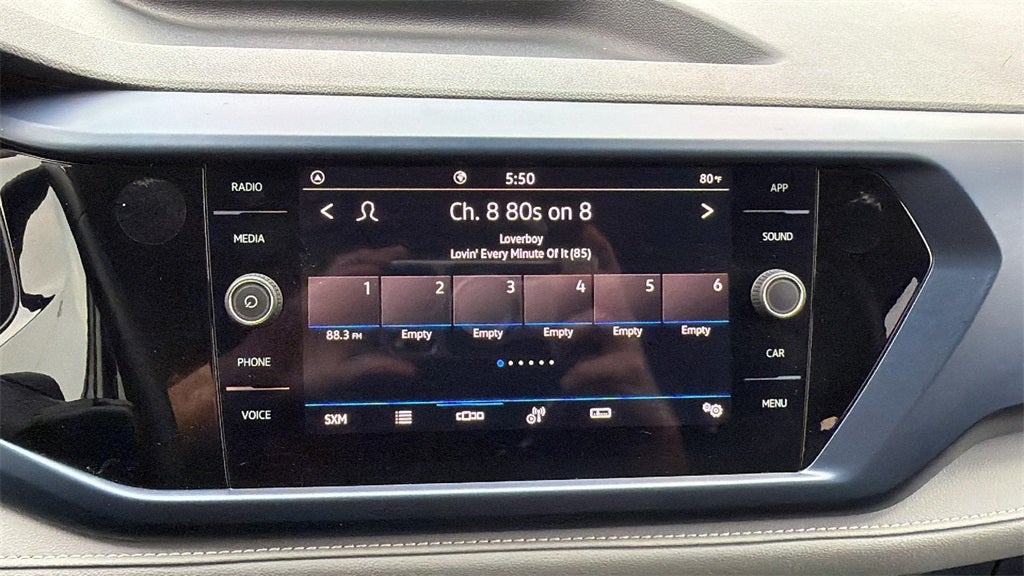 RADIO
MEDIA
PHONE
VOICE
5:50
80°F
Ch. 8 80s on 8
Loverboy
Lovin' Every Minute Of It (85)
1 2 3 4 5 6
88.3 FM Empty Empty Empty Empty Empty
SXM
APP
SOUND
CAR
MENU